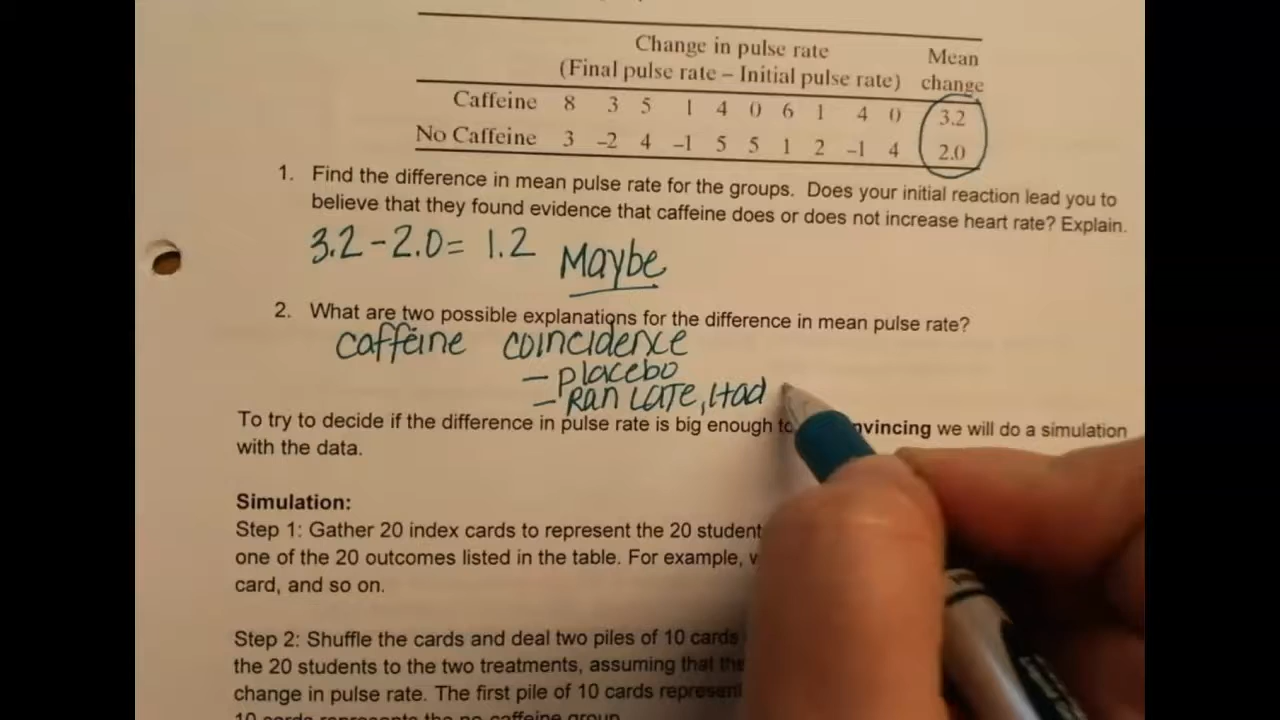 Change in pulse rate
(Final pulse rate – Initial pulse rate)
Mean
change
Caffeine 8 3 5 1 4 0 6 1 4 0 3.2
No Caffeine 3 –2 4 –1 5 5 1 2 –1 4 2.0
1. Find the difference in mean pulse rate for the groups. Does your initial reaction lead you to
believe that they found evidence that caffeine does or does not increase heart rate? Explain.
3.2 - 2.0 = 1.2 Maybe
2. What are two possible explanations for the difference in mean pulse rate?
caffeine coincidence
- placebo
- RAN LATE, Had
To try to decide if the difference in pulse rate is big enough we will do a simulation
with the data.
Simulation:
Step 1: Gather 20 index cards to represent the 20
one of the 20 outcomes listed in the table. For example,
card, and so on.
Step 2: Shuffle the cards and deal two piles of 10 cards
the 20 students to the two treatments, assuming that the
change in pulse rate. The first pile of 10 cards
10 cards represents the no caffeine group